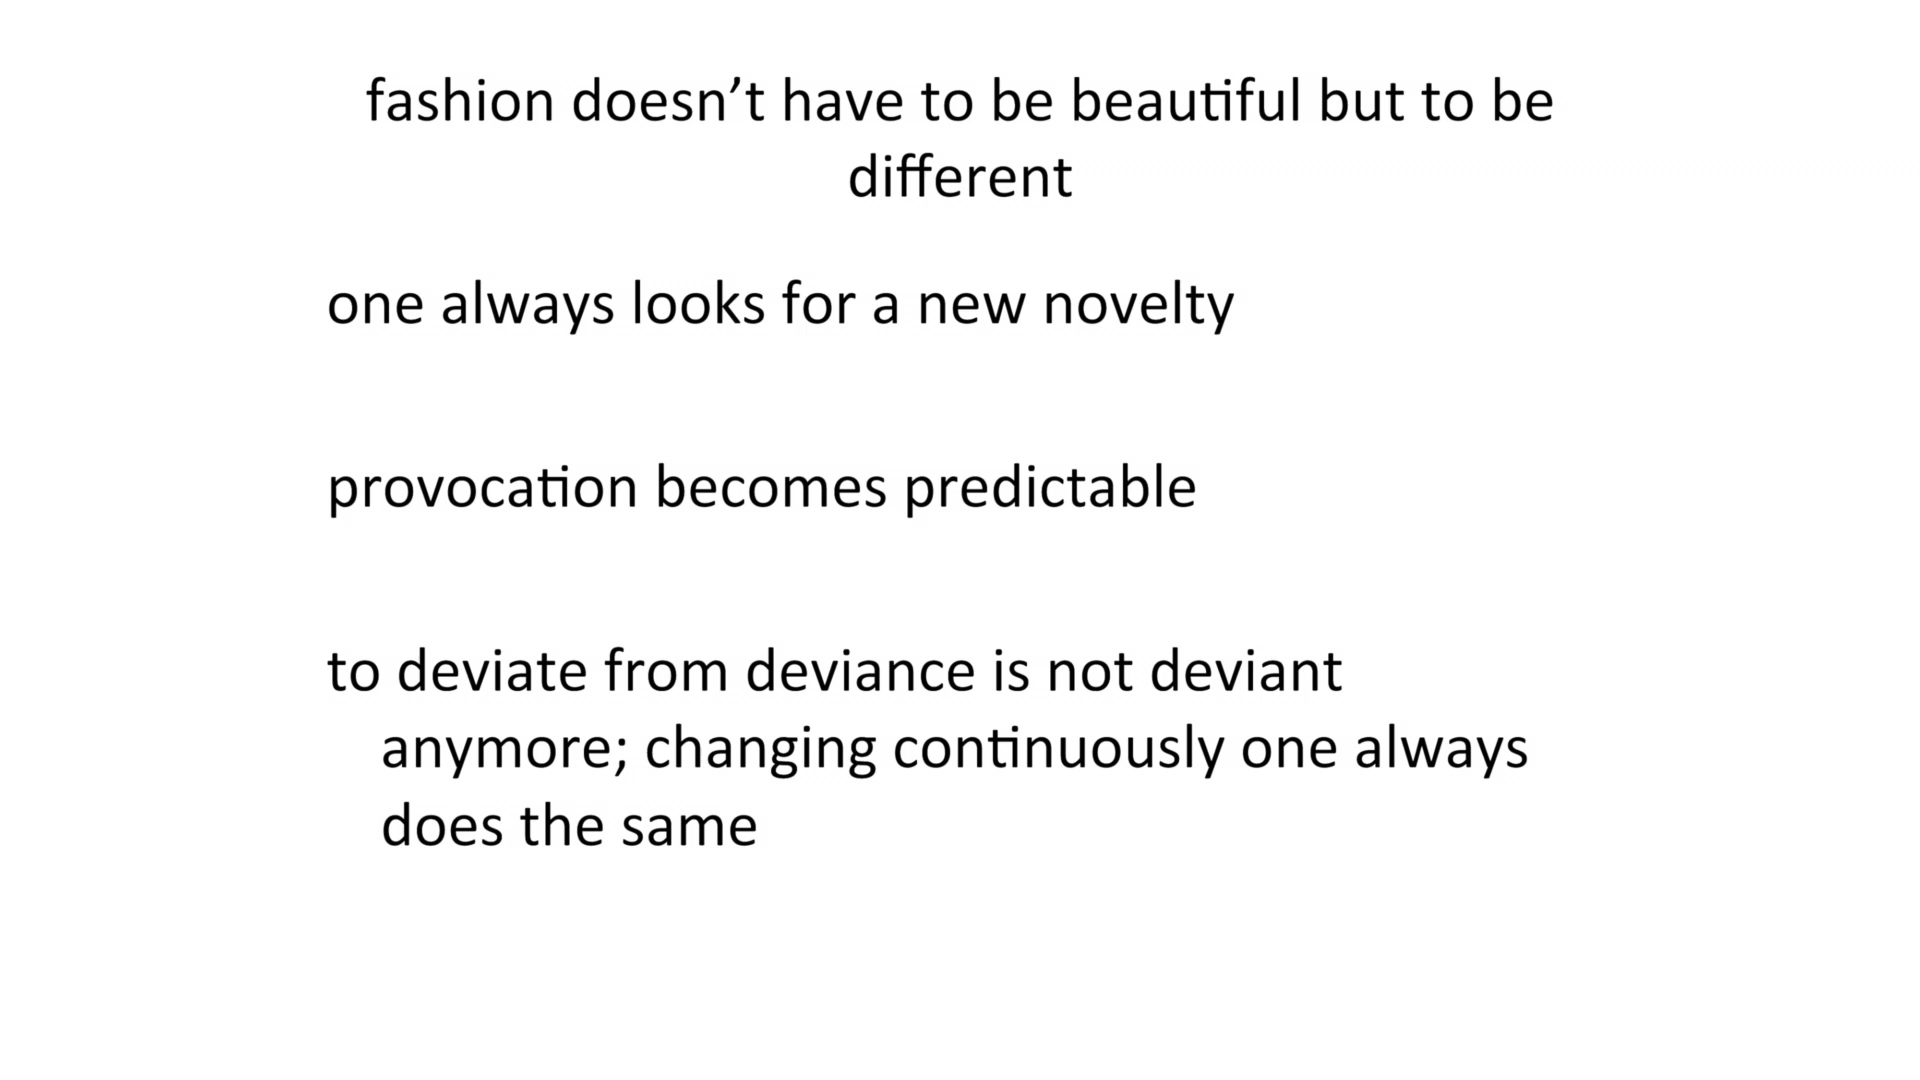 fashion doesn’t have to be beautiful but to be
different
one always looks for a new novelty
provocation becomes predictable
to deviate from deviance is not deviant
anymore; changing continuously one always
does the same